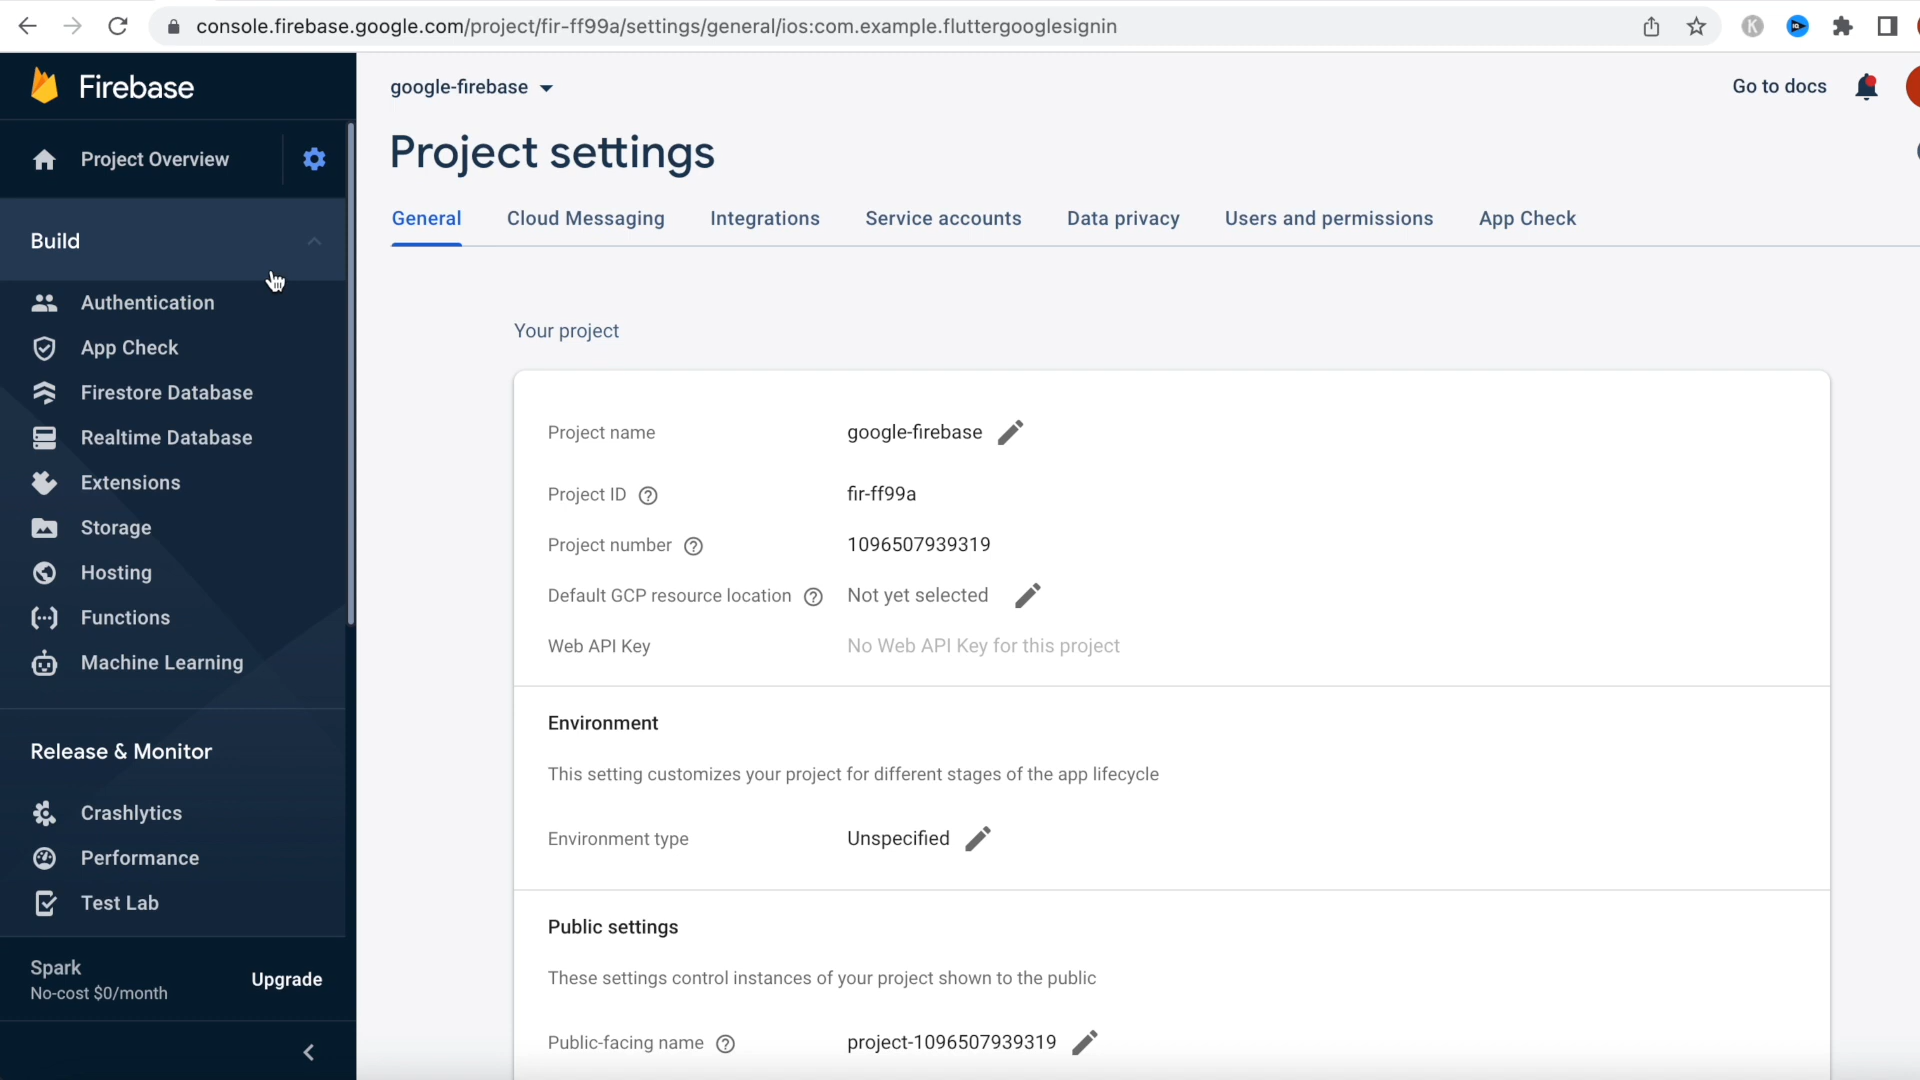 console.firebase.google.com/project/fir-ff99a/settings/general/ios:com.example.fluttergooglesignin
K
Firebase
google-firebase
Go to docs
Project Overview
Project settings
General Cloud Messaging Integrations Service accounts Data privacy Users and permissions App Check
Build
Authentication
App Check
Firestore Database
Realtime Database
Extensions
Storage
Hosting
Functions
Machine Learning
Release & Monitor
Crashlytics
Performance
Test Lab
Spark
No-cost $0/month
Upgrade
Your project
Project name google-firebase
Project ID fir-ff99a
Project number 1096507939319
Default GCP resource location Not yet selected
Web API Key No Web API Key for this project
Environment
This setting customizes your project for different stages of the app lifecycle
Environment type Unspecified
Public settings
These settings control instances of your project shown to the public
Public-facing name project-1096507939319